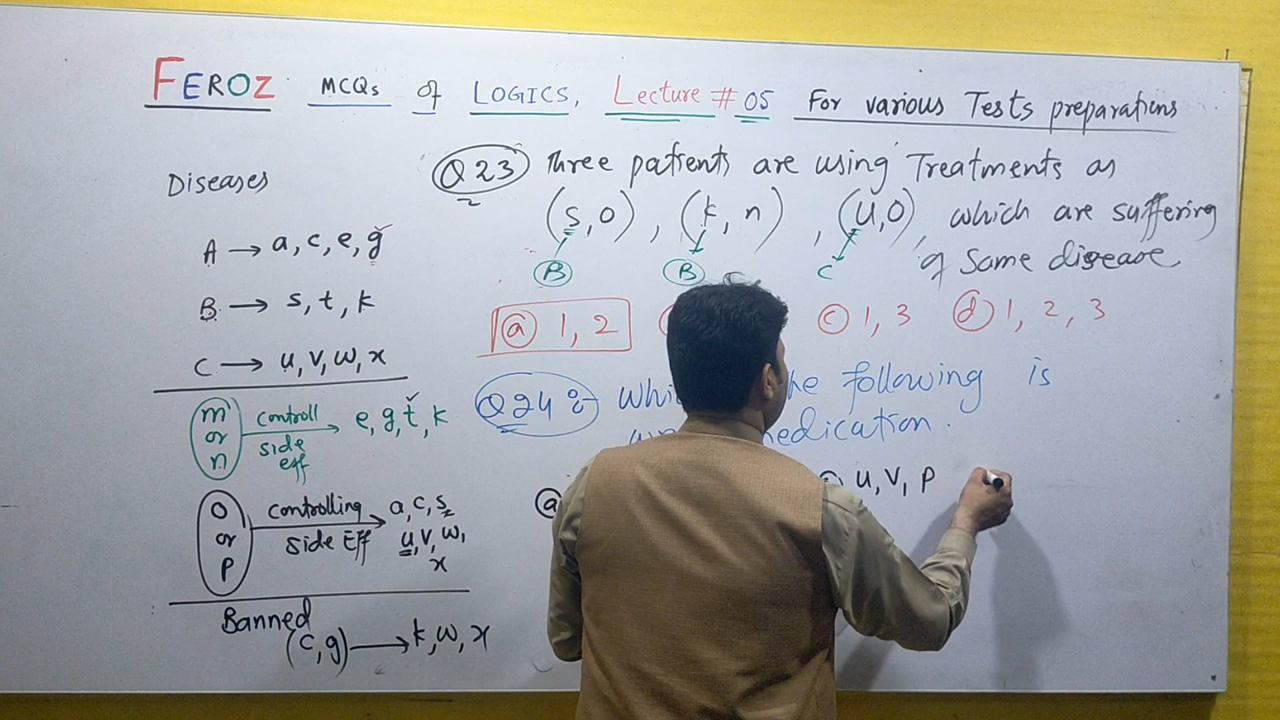 FEROZ MCQs of LOGICS, Lecture # 05 For various Tests preparations
Diseases
A → a, c, e, g
B → s, t, k
C → u, v, w, x
m or n controll side eff → e, g, t, k
O or P controlling side Eff → a, c, s, u, v, w, x
Banned
(c, g) → k, w, x
Q 23 Three patients are using Treatments as
(s, o), (k, n), (u, o), which are suffering
B B C of same disease
a 1, 2 c 1, 3 d 1, 2, 3
Q 24 : the following is
medication.
a u, v, p